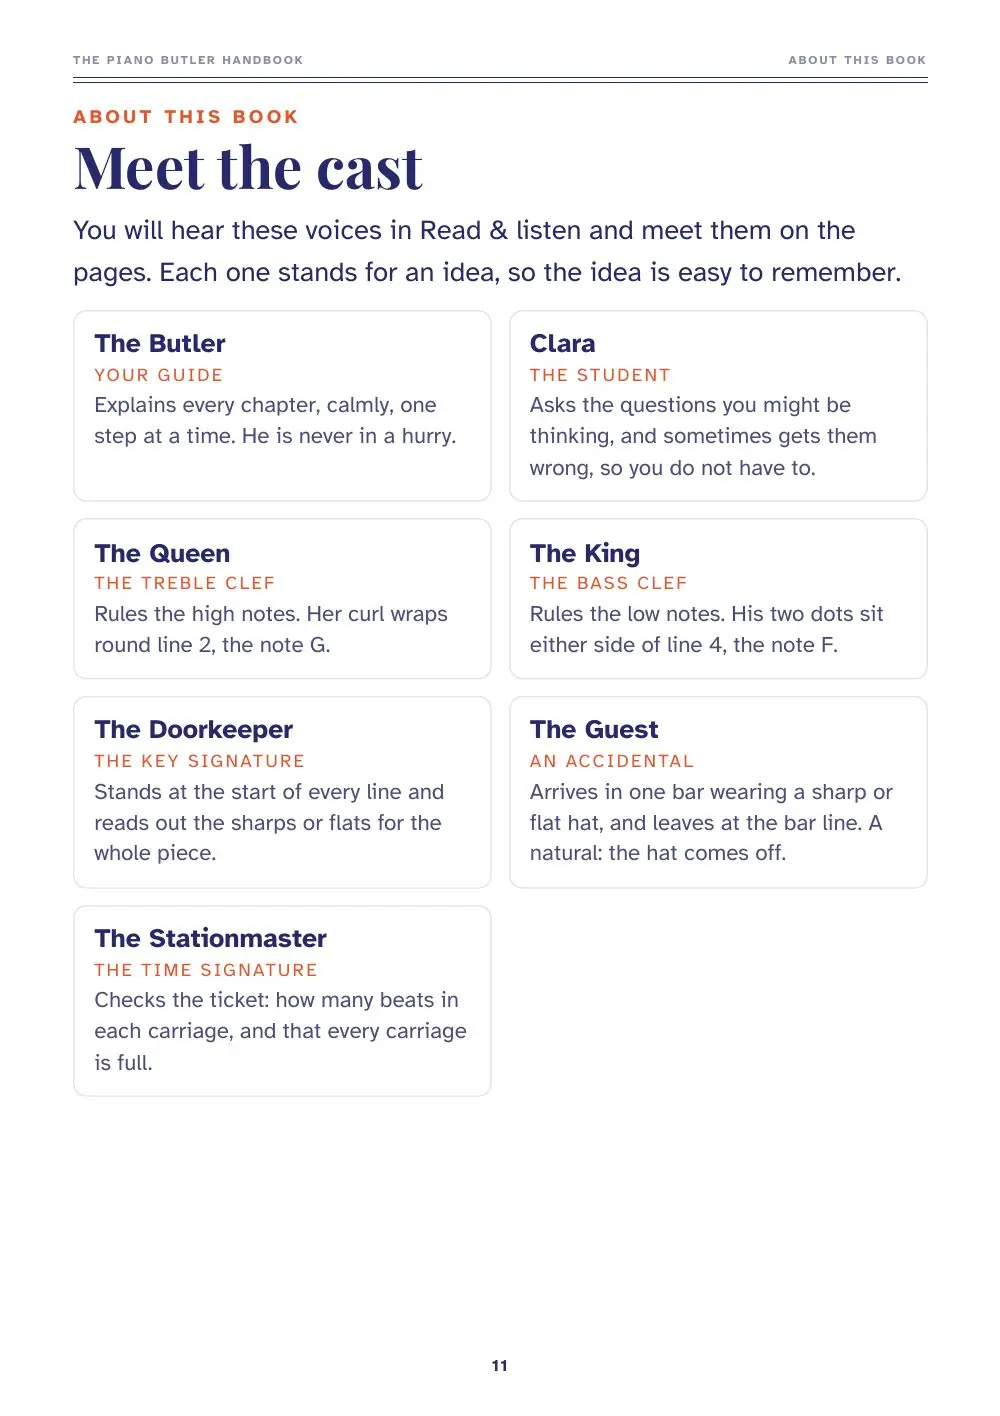 THE PIANO BUTLER HANDBOOK
ABOUT THIS BOOK
ABOUT THIS BOOK
Meet the cast
You will hear these voices in Read & listen and meet them on the
pages. Each one stands for an idea, so the idea is easy to remember.
The Butler
YOUR GUIDE
Explains every chapter, calmly, one
step at a time. He is never in a hurry.
Clara
THE STUDENT
Asks the questions you might be
thinking, and sometimes gets them
wrong, so you do not have to.
The Queen
THE TREBLE CLEF
Rules the high notes. Her curl wraps
round line 2, the note G.
The King
THE BASS CLEF
Rules the low notes. His two dots sit
either side of line 4, the note F.
The Doorkeeper
THE KEY SIGNATURE
Stands at the start of every line and
reads out the sharps or flats for the
whole piece.
The Guest
AN ACCIDENTAL
Arrives in one bar wearing a sharp or
flat hat, and leaves at the bar line. A
natural: the hat comes off.
The Stationmaster
THE TIME SIGNATURE
Checks the ticket: how many beats in
each carriage, and that every carriage
is full.
11